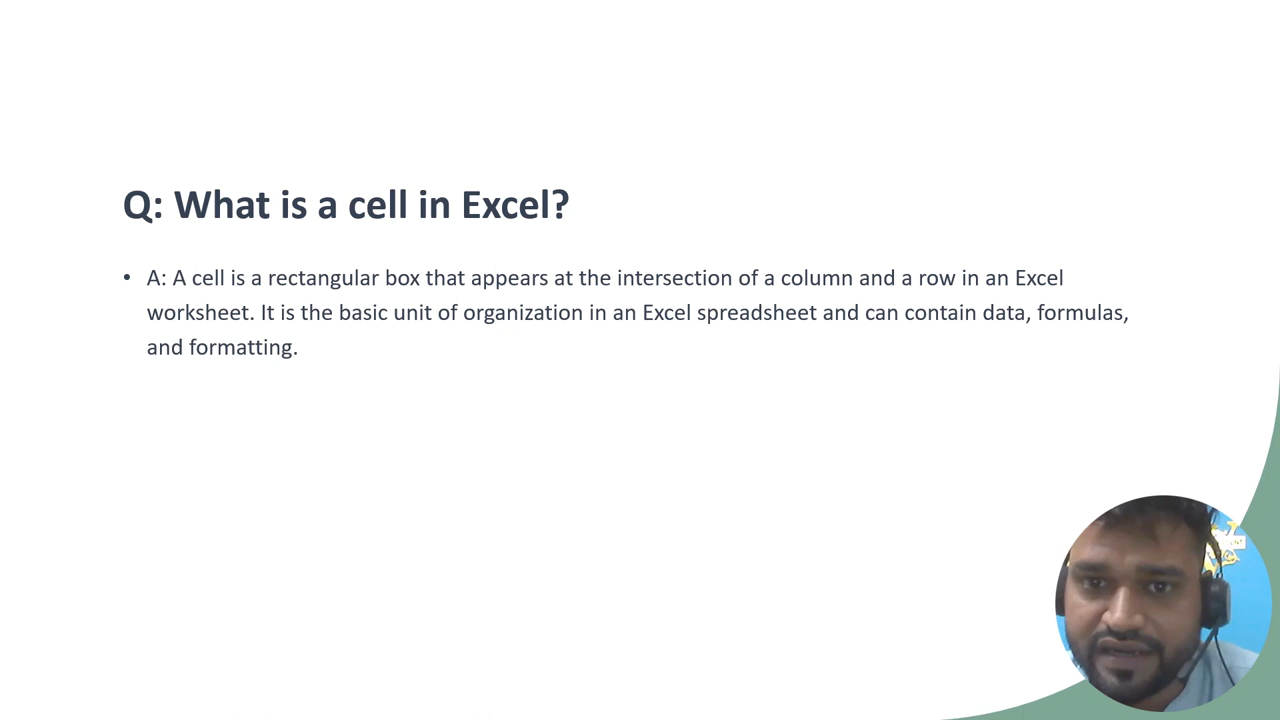 Q: What is a cell in Excel?
• A: A cell is a rectangular box that appears at the intersection of a column and a row in an Excel
worksheet. It is the basic unit of organization in an Excel spreadsheet and can contain data, formulas,
and formatting.